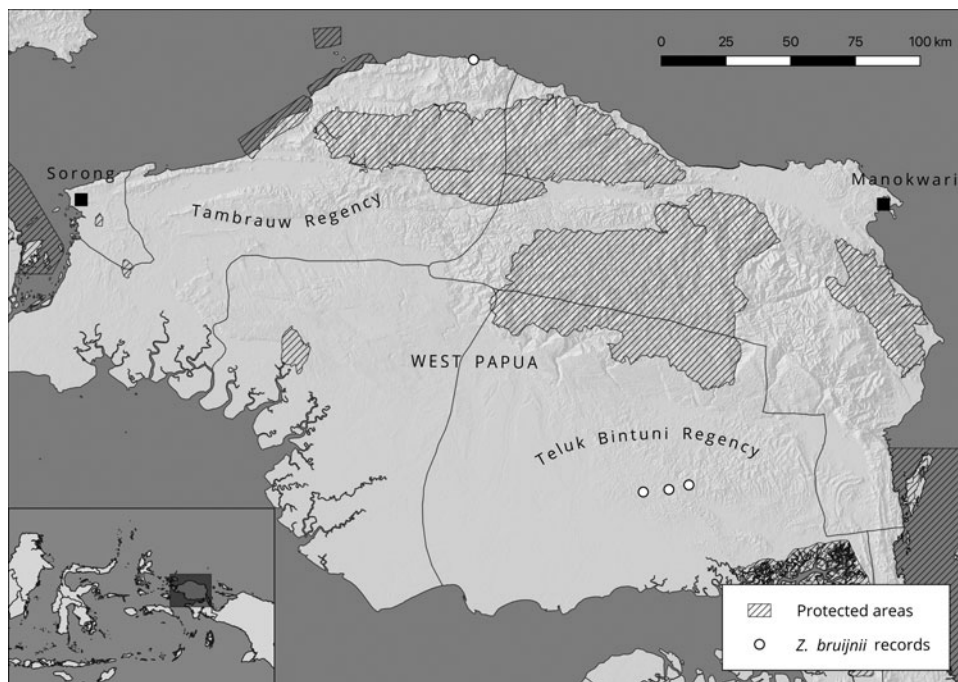 0 25 50 75 100 km
Sorong
Manokwari
Tambrauw Regency
WEST PAPUA
Teluk Bintuni Regency
Protected areas
Z. bruijnii records